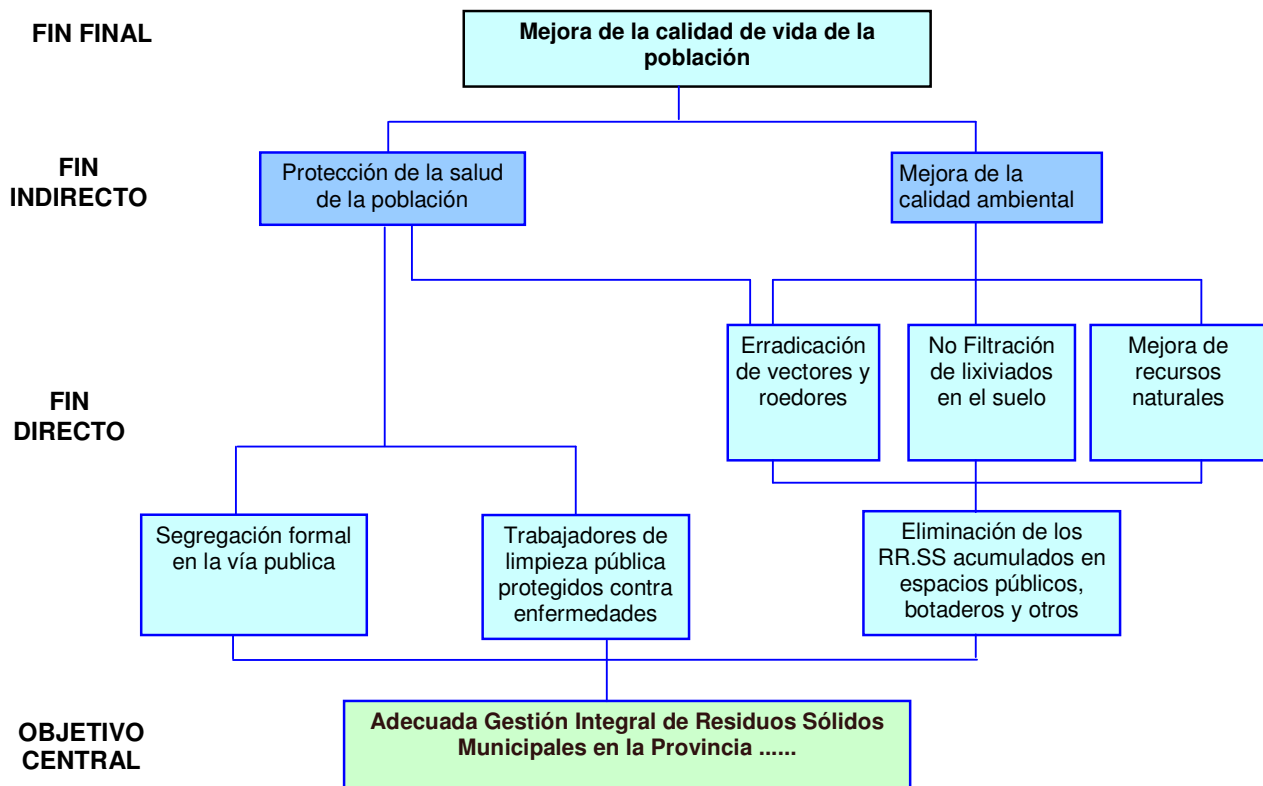 FIN FINAL
Mejora de la calidad de vida de la
población
FIN
INDIRECTO
Protección de la salud
de la población
Mejora de la
calidad ambiental
FIN
DIRECTO
Erradicación
de vectores y
roedores
No Filtración
de lixiviados
en el suelo
Mejora de
recursos
naturales
Segregación formal
en la vía publica
Trabajadores de
limpieza pública
protegidos contra
enfermedades
Eliminación de los
RR.SS acumulados en
espacios públicos,
botaderos y otros
OBJETIVO
CENTRAL
Adecuada Gestión Integral de Residuos Sólidos
Municipales en la Provincia ......